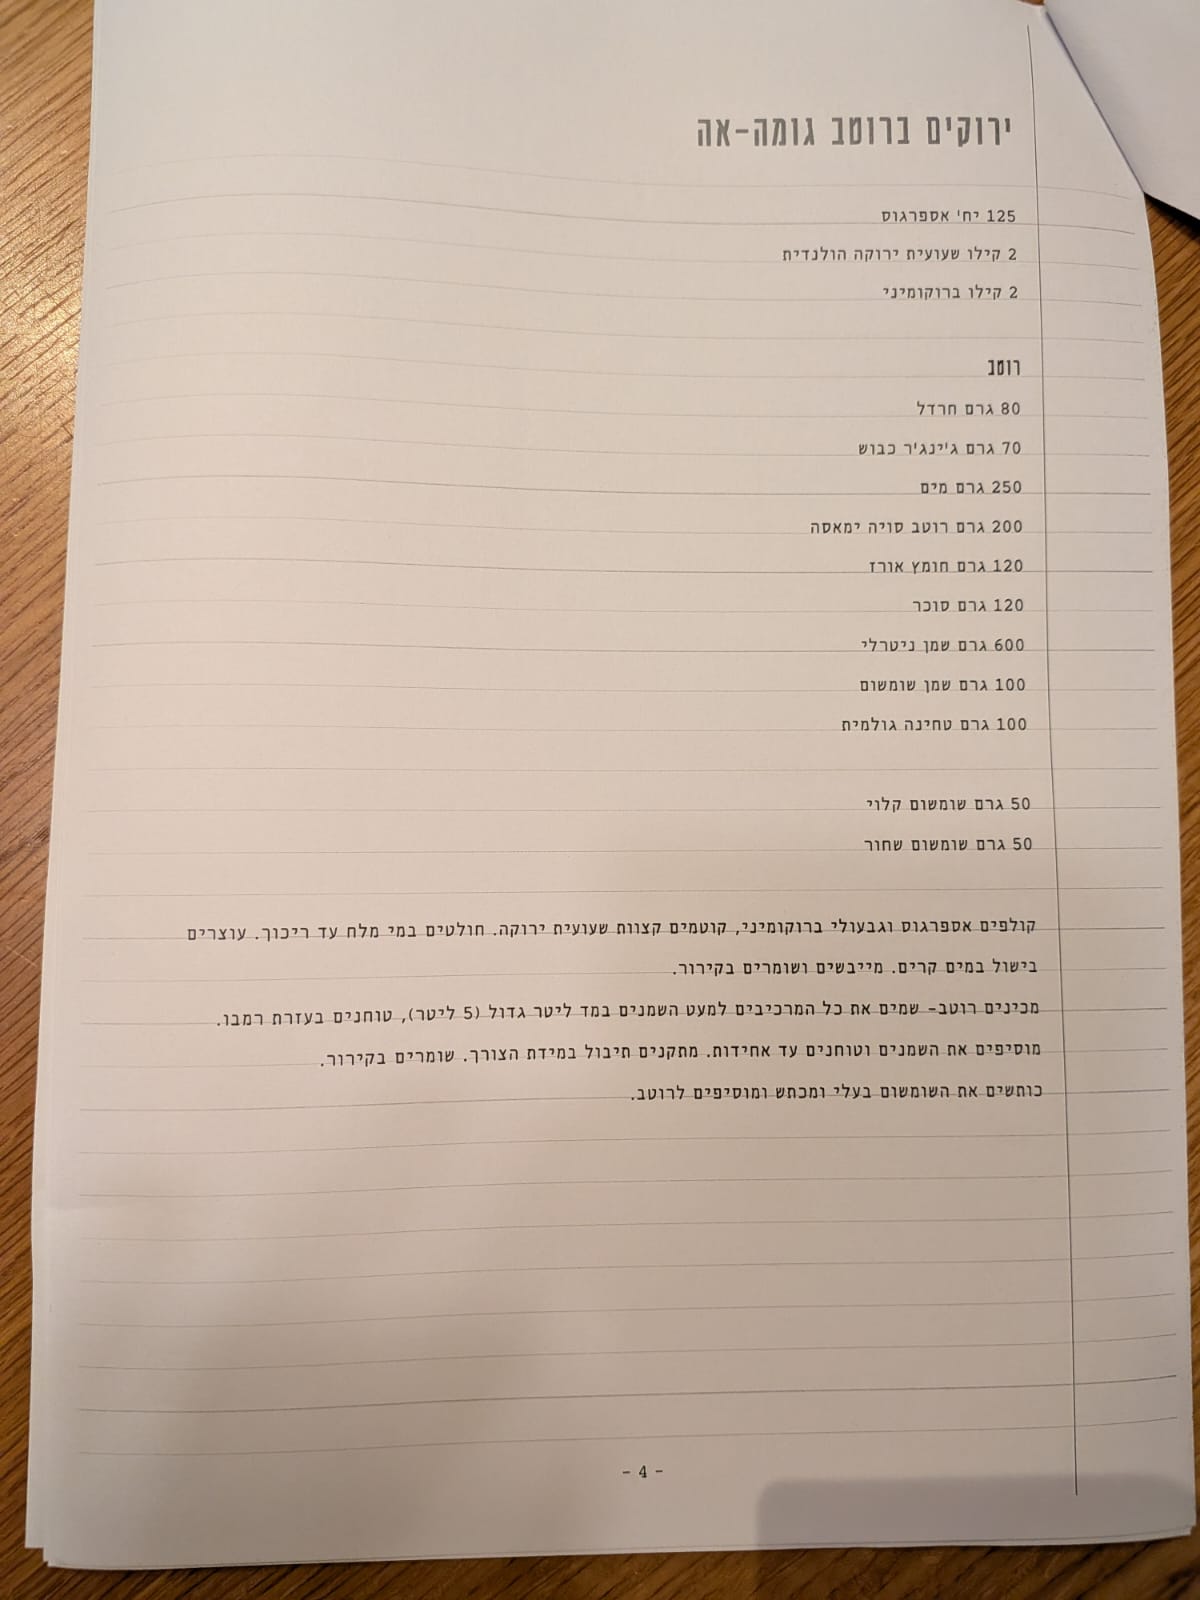 ירוקים ברוטב גומה-אה
125 יח' אספרגוס
2 קילו שעועית ירוקה הולנדית
2 קילו ברוקומיני
רוטב
80 גרם חרדל
70 גרם ג'ינג'ר כבוש
250 גרם מים
200 גרם רוטב סויה ימאסה
120 גרם חומץ אורז
120 גרם סוכר
600 גרם שמן ניטרלי
100 גרם שמן שומשום
100 גרם טחינה גולמית
50 גרם שומשום קלוי
50 גרם שומשום שחור
קולפים אספרגוס וגבעולי ברוקומיני, קוטמים קצוות שעועית ירוקה. חולטים במי מלח עד ריכוך. עוצרים
בישול במים קרים. מייבשים ושומרים בקירור.
מכינים רוטב- שמים את כל המרכיבים למעט השמנים במד ליטר גדול (5 ליטר), טוחנים בעזרת רמבו.
מוסיפים את השמנים וטוחנים עד אחידות. מתקנים תיבול במידת הצורך. שומרים בקירור.
כותשים את השומשום בעלי ומכתש ומוסיפים לרוטב.
- 4 -